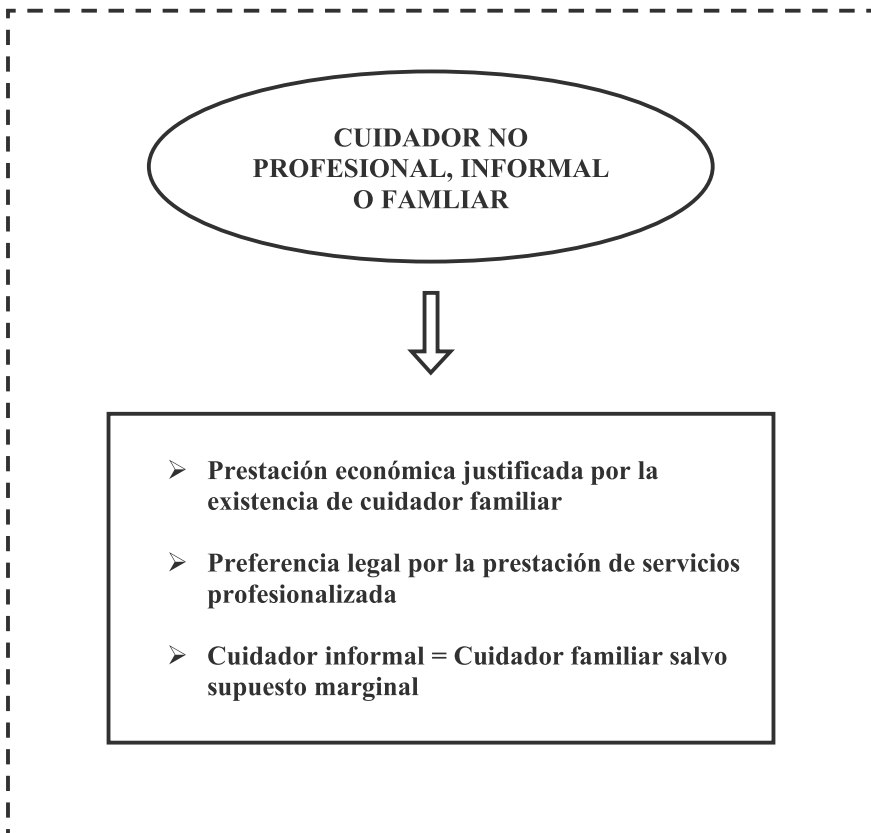 CUIDADOR NO
PROFESIONAL, INFORMAL
O FAMLIAR
➢ Prestación económica justificada por la
existencia de cuidador familiar
➢ Preferencia legal por la prestación de servicios
profesionalizada
➢ Cuidador informal = Cuidador familiar salvo
supuesto marginal